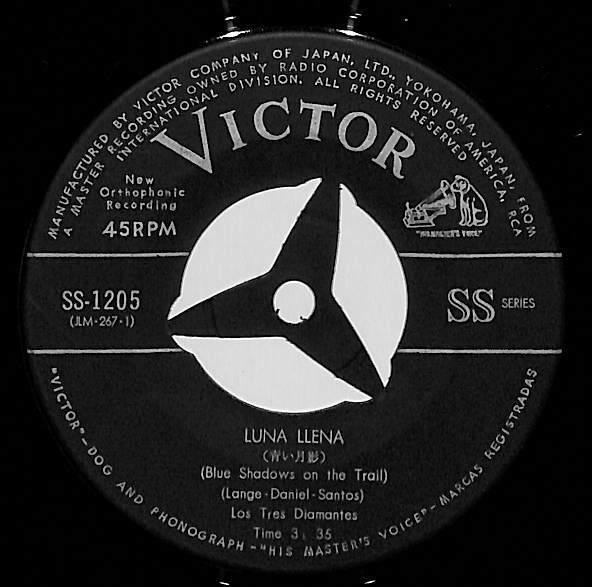 MANUFACTURED BY VICTOR COMPANY OF JAPAN, LTD., YOKOHAMA, JAPAN, FROM
A MASTER RECORDING OWNED BY RADIO CORPORATION OF AMERICA, RCA
INTERNATIONAL DIVISION. ALL RIGHTS RESERVED
VICTOR
New
Orthophonic
Recording
45RPM
"HIS MASTER'S VOICE"
SS-1205
(JLM-267-1)
SS SERIES
LUNA LLENA
(青い月影)
(Blue Shadows on the Trail)
(Lange-Daniel-Santos)
Los Tres Diamantes
Time 3:35
"VICTOR"-DOG AND PHONOGRAPH-"HIS MASTER'S VOICE"-MARCAS REGISTRADAS